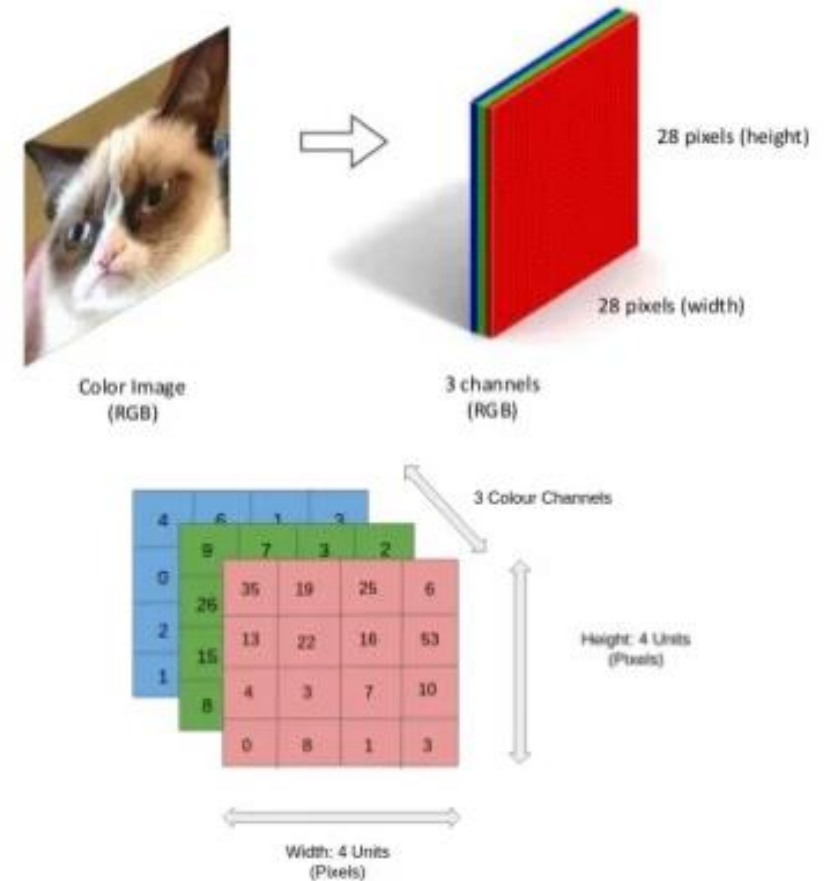 28 pixels (height)
28 pixels (width)
Color Image
(RGB)
3 channels
(RGB)
3 Colour Channels
4 6 1 3
9 7 3 2
0
35 19 25 6
26
13 22 16 53
2
15
4 3 7 10
1
8
0 8 1 3
Height: 4 Units
(Pixels)
Width: 4 Units
(Pixels)